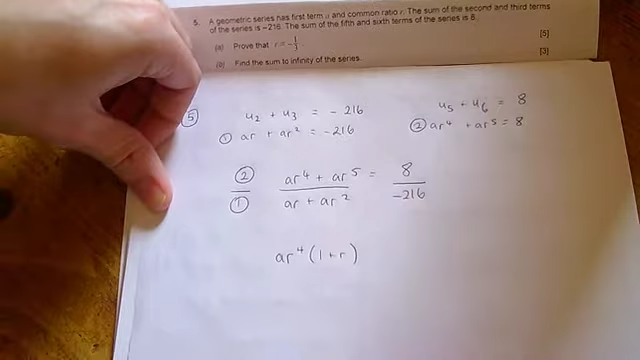 5. A geometric series has first term a and common ratio r. The sum of the second and third terms
of the series is –216. The sum of the fifth and sixth terms of the series is 8.
[5]
(a) Prove that r = -1/3.
[3]
(b) Find the sum to infinity of the series.
⑤ u₂ + u₃ = -216 u₅ + u₆ = 8
① ar + ar² = -216 ② ar⁴ + ar⁵ = 8
②/① (ar⁴ + ar⁵)/(ar + ar²) = 8/-216
ar⁴(1+r)